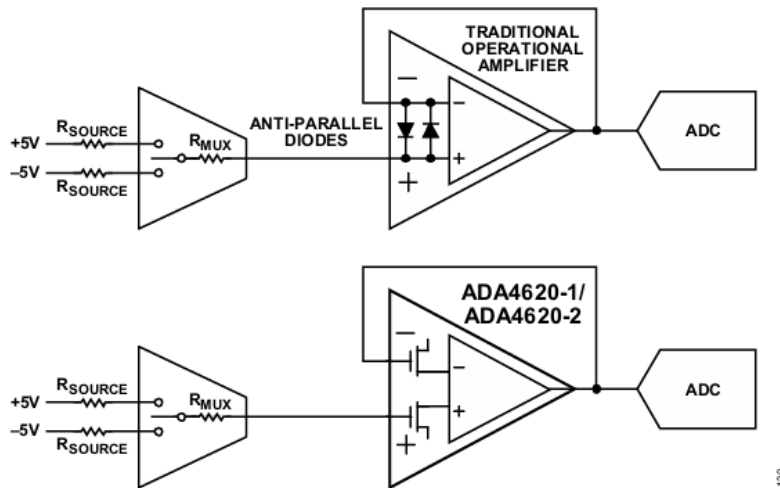 TRADITIONAL
OPERATIONAL
AMPLIFIER
−
−
+5V
RSOURCE
RMUX
ANTI-PARALLEL
DIODES
ADC
−5V
RSOURCE
+
+
ADA4620-1/
ADA4620-2
−
−
+5V
RSOURCE
RMUX
ADC
−5V
RSOURCE
+
+